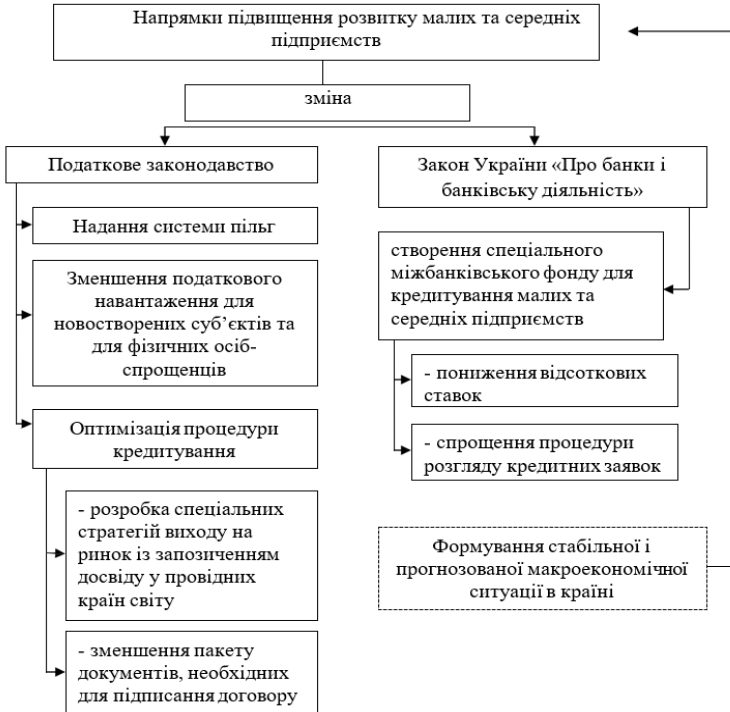 Напрямки підвищення розвитку малих та середніх
підприємств
зміна
Податкове законодавство
Надання системи пільг
Зменшення податкового
навантаження для
новостворених суб’єктів та
для фізичних осіб-
спрощенців
Оптимізація процедури
кредитування
- розробка спеціальних
стратегій виходу на
ринок із запозиченням
досвіду у провідних
країн світу
- зменшення пакету
документів, необхідних
для підписання договору
Закон України «Про банки і
банківську діяльність»
створення спеціального
міжбанківського фонду для
кредитування малих та
середніх підприємств
- пониження відсоткових
ставок
- спрощення процедури
розгляду кредитних заявок
Формування стабільної і
прогнозованої макроекономічної
ситуації в країні